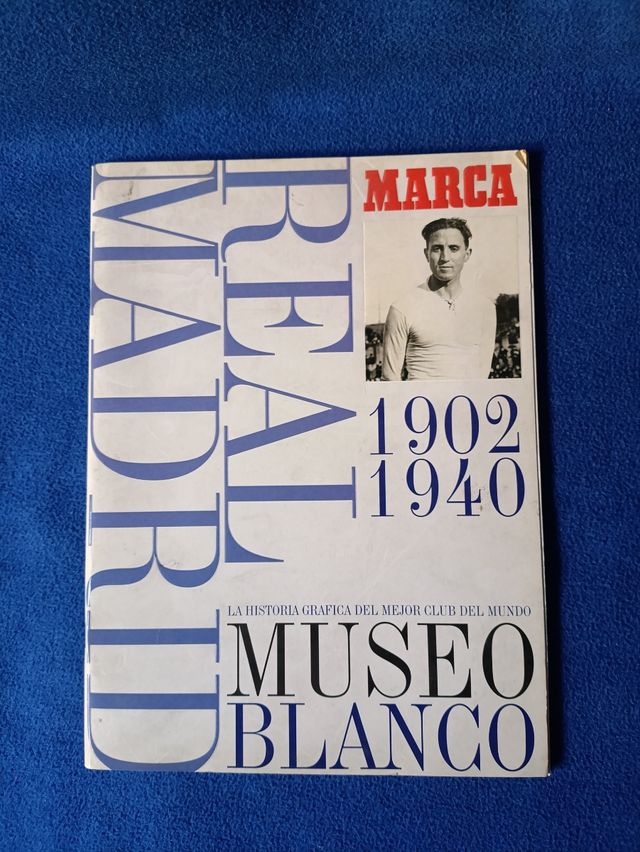 REAL
MADRID
MARCA
1902
1940
LA HISTORIA GRAFICA DEL MEJOR CLUB DEL MUNDO
MUSEO
BLANCO